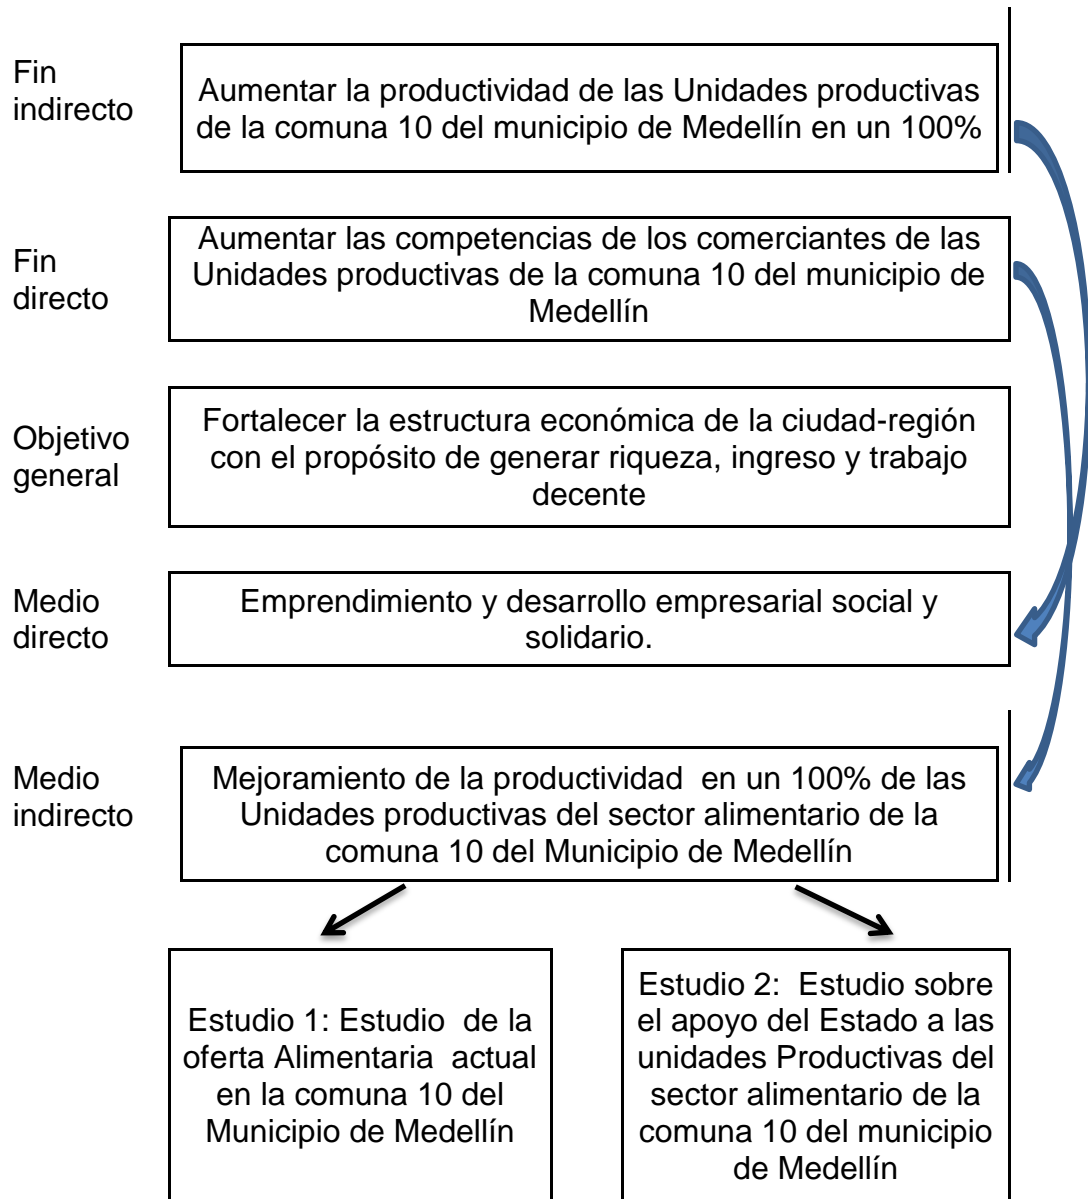 Fin
indirecto
Aumentar la productividad de las Unidades productivas
de la comuna 10 del municipio de Medellín en un 100%
Fin
directo
Aumentar las competencias de los comerciantes de las
Unidades productivas de la comuna 10 del municipio de
Medellín
Objetivo
general
Fortalecer la estructura económica de la ciudad-región
con el propósito de generar riqueza, ingreso y trabajo
decente
Medio
directo
Emprendimiento y desarrollo empresarial social y
solidario.
Medio
indirecto
Mejoramiento de la productividad  en un 100% de las
Unidades productivas del sector alimentario de la
comuna 10 del Municipio de Medellín
Estudio 1: Estudio  de la
oferta Alimentaria  actual
en la comuna 10 del
Municipio de Medellín
Estudio 2:  Estudio sobre
el apoyo del Estado a las
unidades Productivas del
sector alimentario de la
comuna 10 del municipio
de Medellín